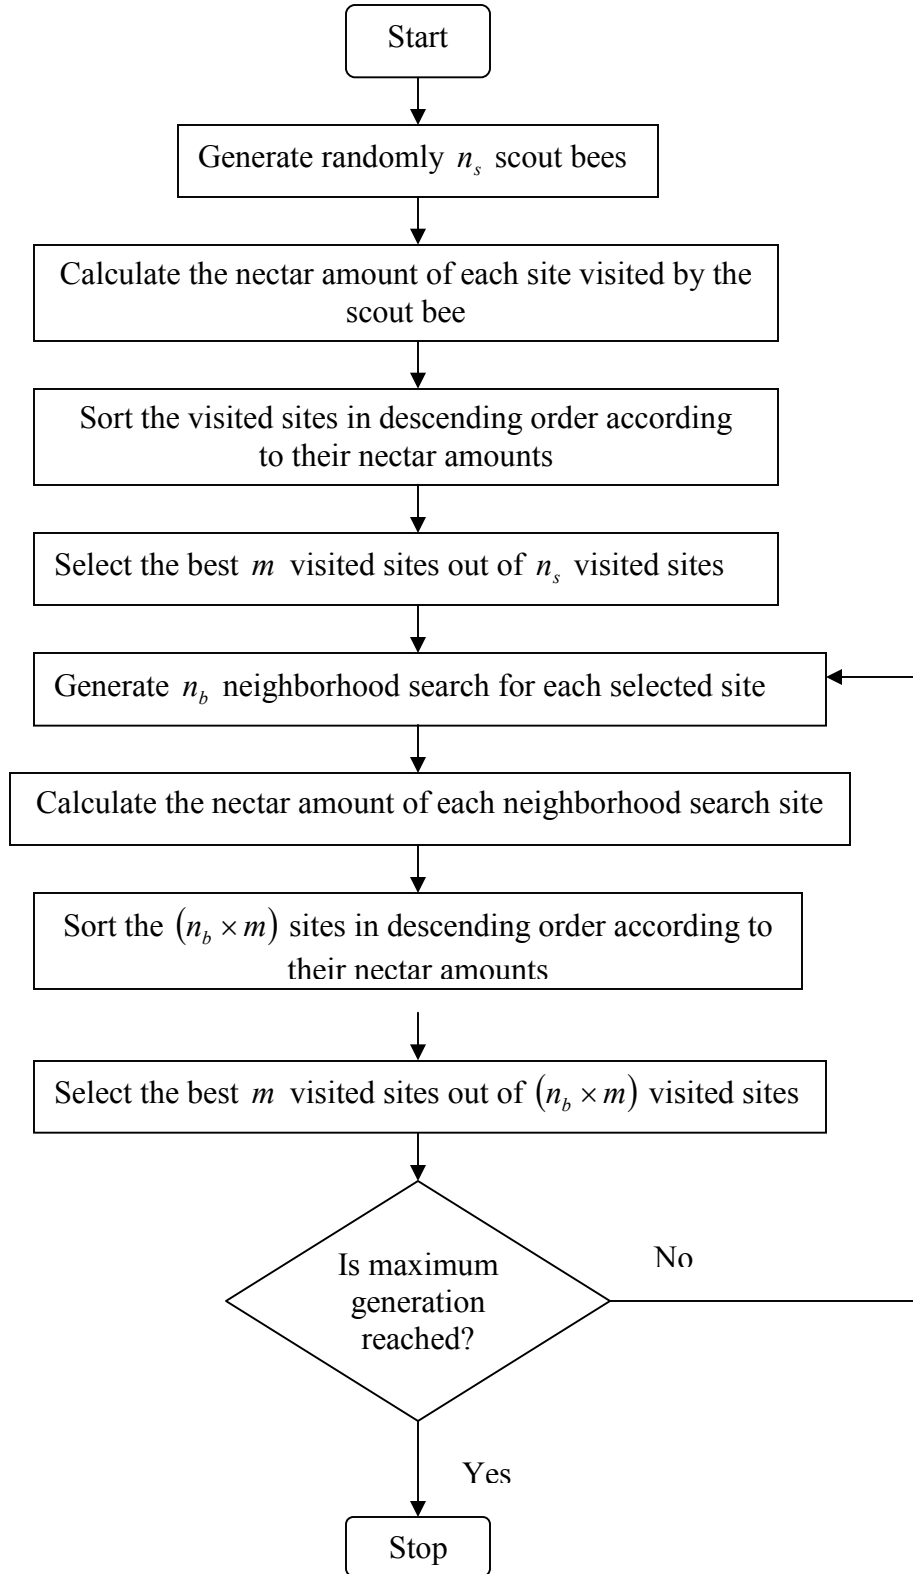 Start
Generate randomly n_s scout bees
Calculate the nectar amount of each site visited by the
scout bee
Sort the visited sites in descending order according
to their nectar amounts
Select the best m visited sites out of n_s visited sites
Generate n_b neighborhood search for each selected site
Calculate the nectar amount of each neighborhood search site
Sort the (n_b × m) sites in descending order according to
their nectar amounts
Select the best m visited sites out of (n_b × m) visited sites
Is maximum
generation
reached?
No
Yes
Stop